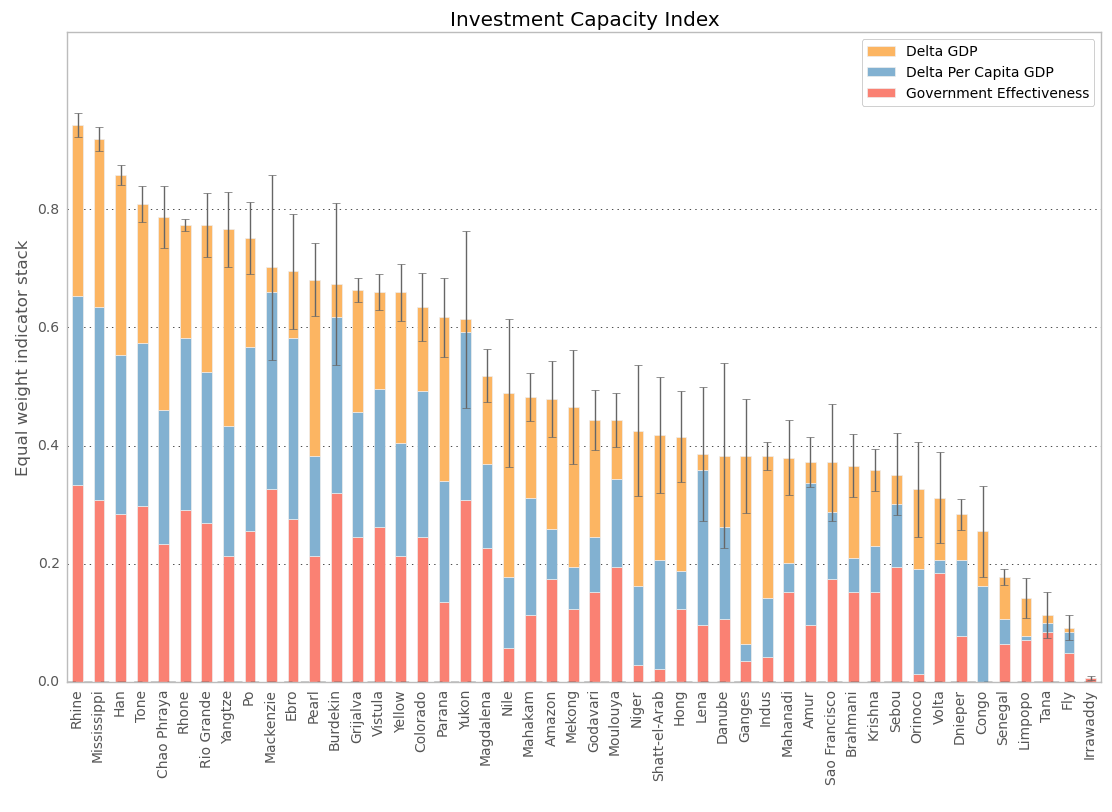 Investment Capacity Index
Delta GDP
Delta Per Capita GDP
Government Effectiveness
Equal weight indicator stack
0.8
0.6
0.4
0.2
0.0
Rhine
Mississippi
Han
Tone
Chao Phraya
Rhone
Rio Grande
Yangtze
Po
Mackenzie
Ebro
Pearl
Burdekin
Grijalva
Vistula
Yellow
Colorado
Parana
Yukon
Magdalena
Nile
Mahakam
Amazon
Mekong
Godavari
Moulouya
Niger
Shatt-el-Arab
Hong
Lena
Danube
Ganges
Indus
Mahanadi
Amur
Sao Francisco
Brahmani
Krishna
Sebou
Orinoco
Volta
Dnieper
Congo
Senegal
Limpopo
Tana
Fly
Irrawaddy